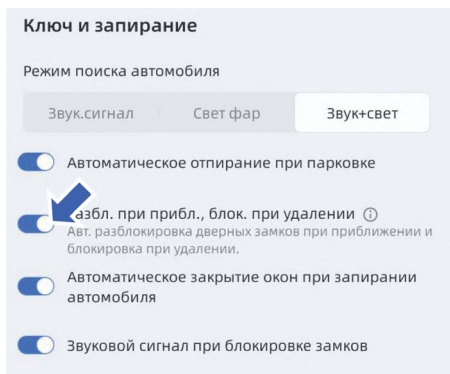 Ключ и запирание
Режим поиска автомобиля
Звук.сигнал Свет фар Звук+свет
Автоматическое отпирание при парковке
азбл. при прибл., блок. при удалении
Авт. разблокировка дверных замков при приближении и
блокировка при удалении.
Автоматическое закрытие окон при запирании
автомобиля
Звуковой сигнал при блокировке замков